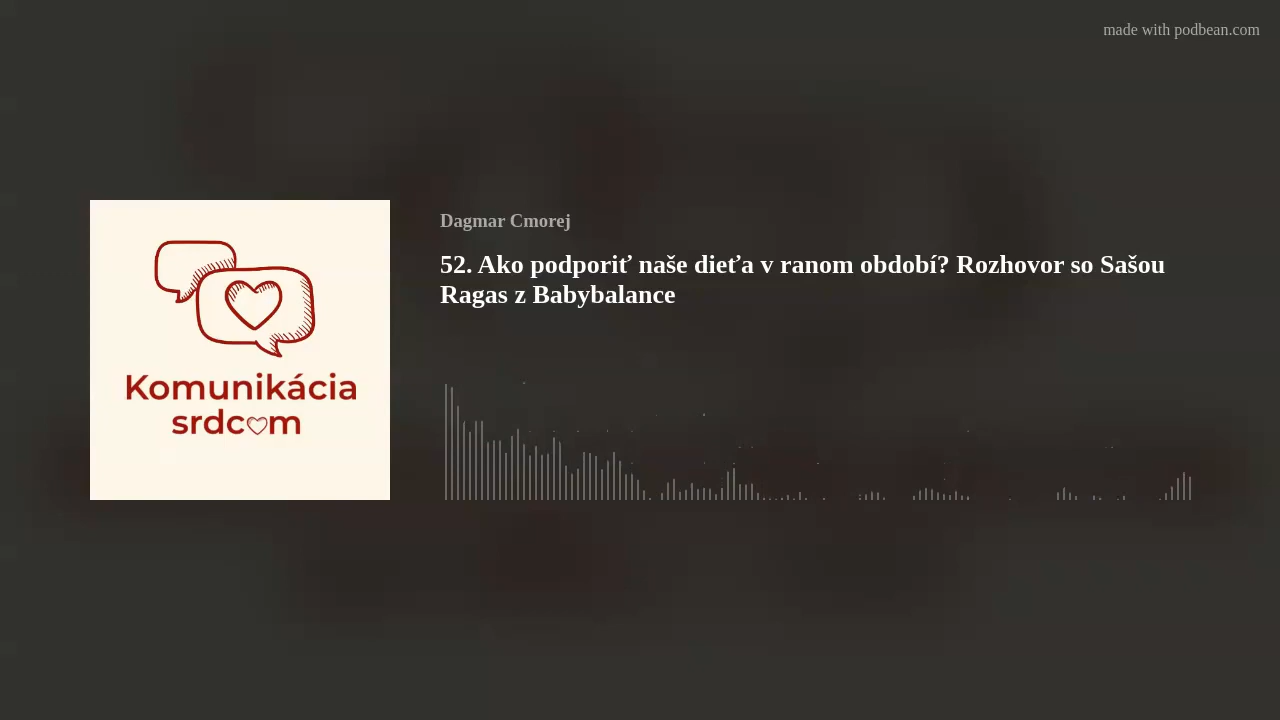 made with podbean.com
Dagmar Cmorej
52. Ako podporiť naše dieťa v ranom období? Rozhovor so Sašou
Ragas z Babybalance
Komunikácia
srdc♡m